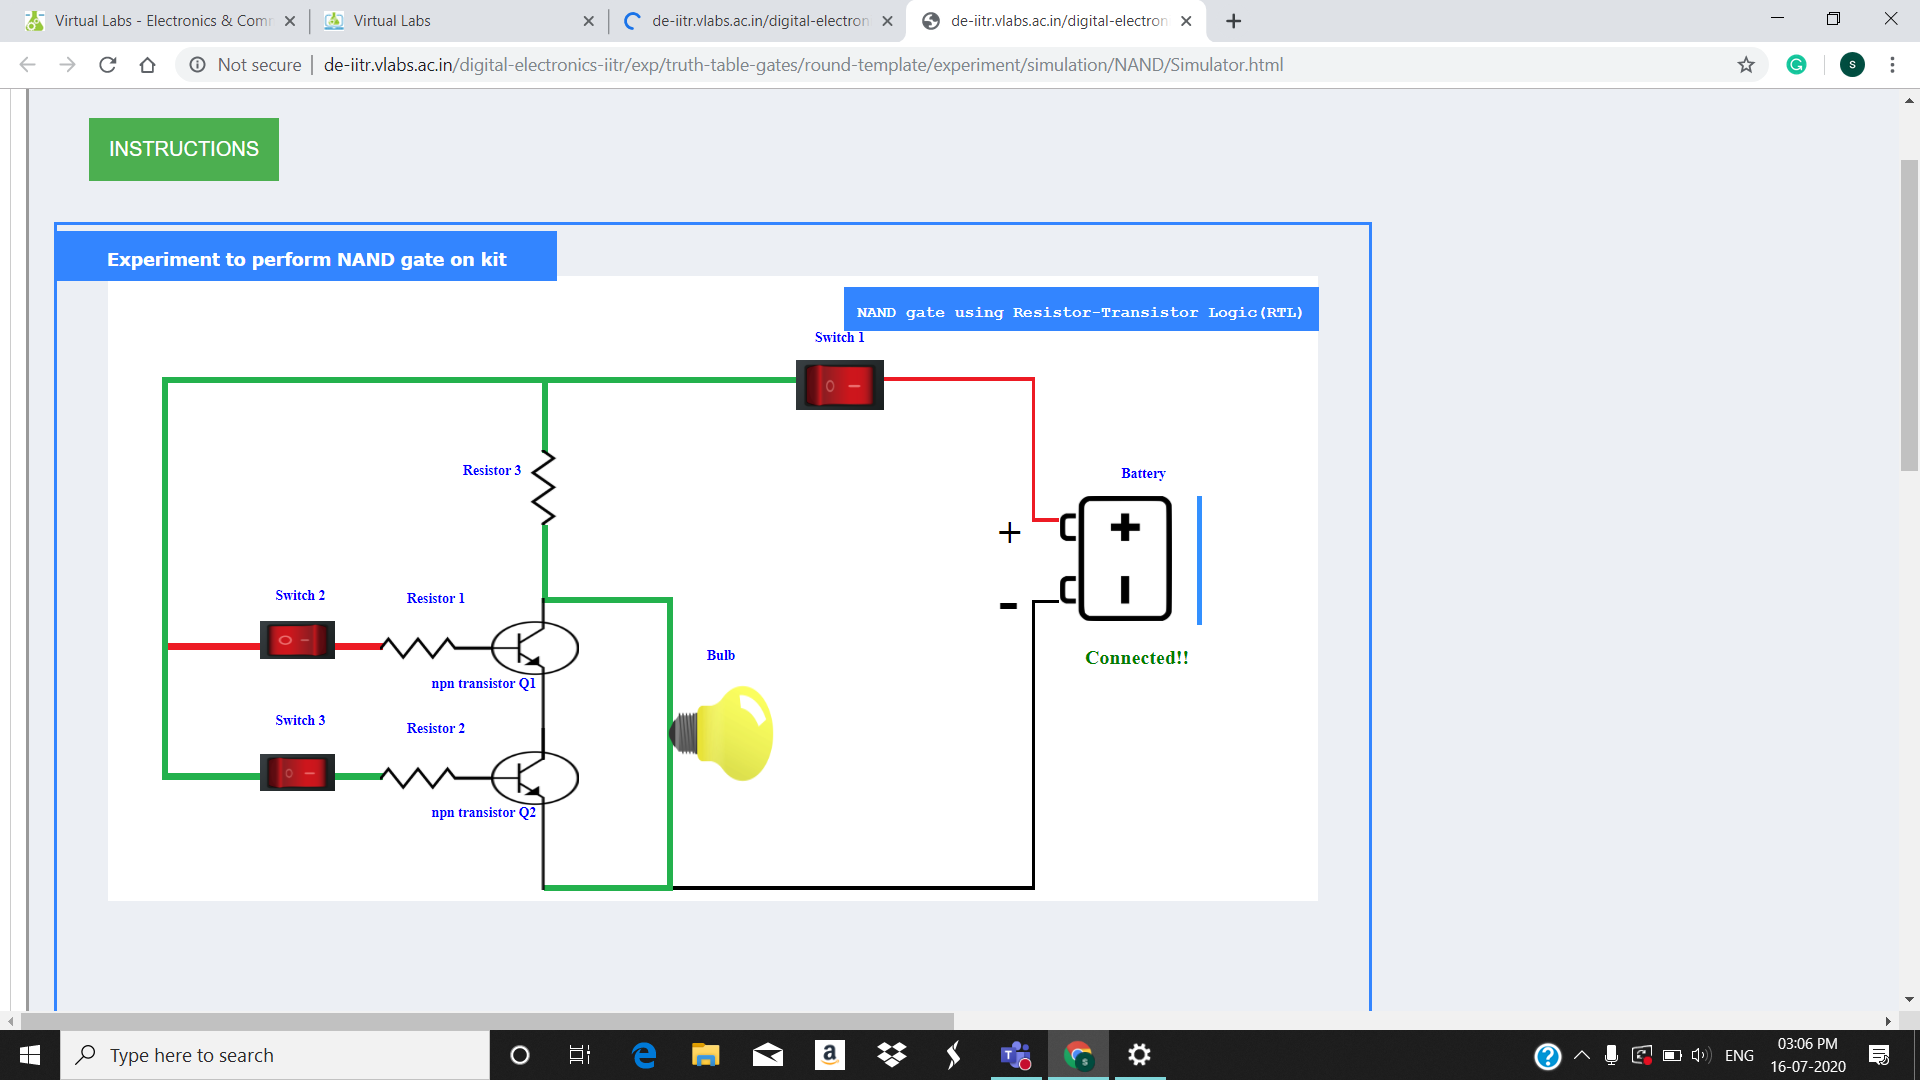 Virtual Labs - Electronics & Com
Virtual Labs
de-iitr.vlabs.ac.in/digital-electron
de-iitr.vlabs.ac.in/digital-electron
Not secure | de-iitr.vlabs.ac.in/digital-electronics-iitr/exp/truth-table-gates/round-template/experiment/simulation/NAND/Simulator.html
S
INSTRUCTIONS
Experiment to perform NAND gate on kit
NAND gate using Resistor-Transistor Logic(RTL)
Switch 1
Resistor 3
Battery
+
-
Switch 2
Resistor 1
Bulb
Connected!!
npn transistor Q1
Switch 3
Resistor 2
npn transistor Q2
Type here to search
ENG
03:06 PM
16-07-2020